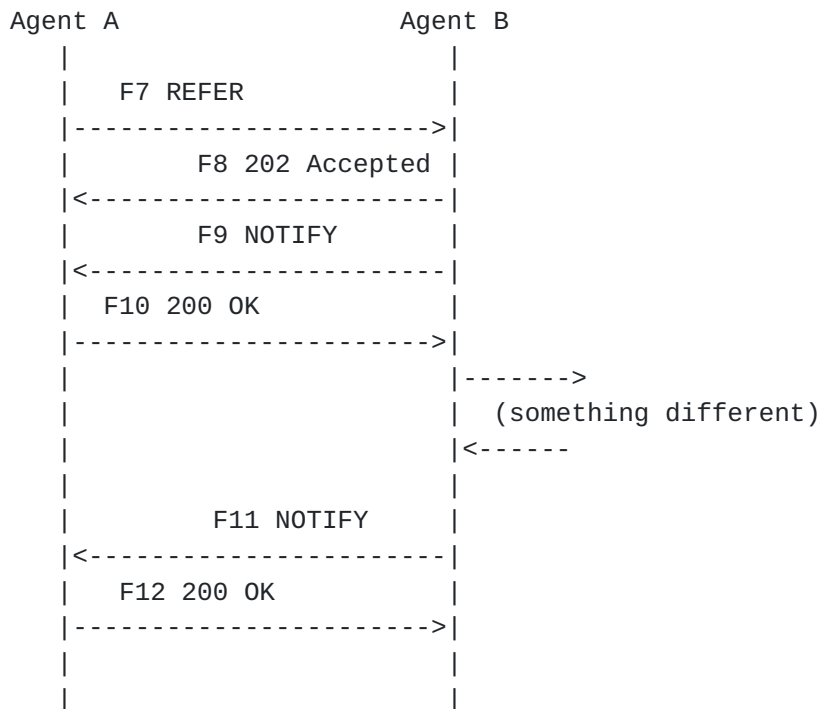 Agent A                  Agent B
   |                        |
   |   F7 REFER             |
   |----------------------->|
   |        F8 202 Accepted |
   |<-----------------------|
   |        F9 NOTIFY       |
   |<-----------------------|
   |  F10 200 OK            |
   |----------------------->|
   |                        |------->
   |                        |  (something different)
   |                        |<------
   |                        |
   |         F11 NOTIFY     |
   |<-----------------------|
   |   F12 200 OK           |
   |----------------------->|
   |                        |
   |                        |